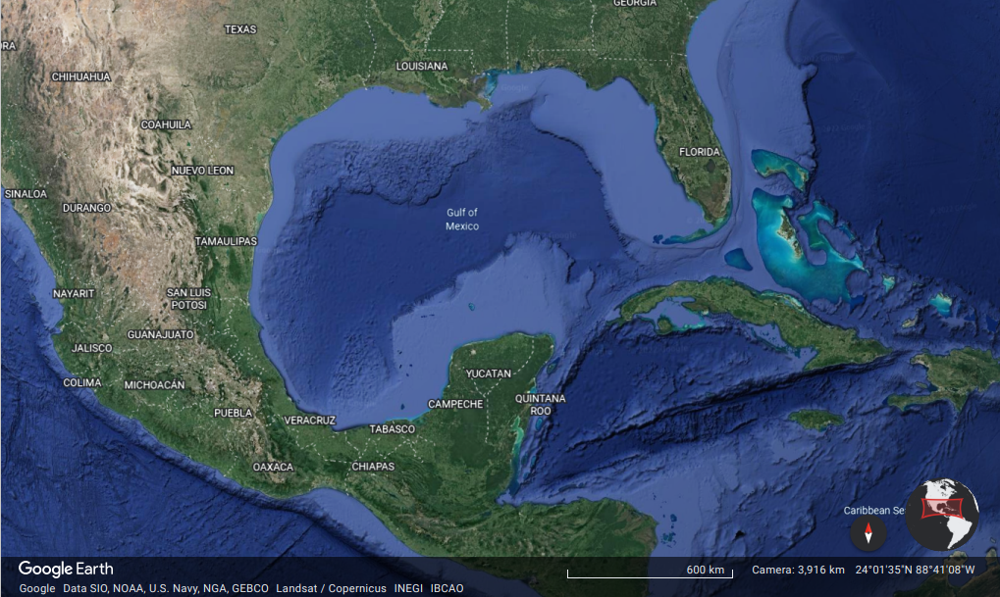 GEORGIA
TEXAS
ORA
LOUISIANA
CHIHUAHUA
COAHUILA
FLORIDA
NUEVO LEON
SINALOA
DURANGO
Gulf of
Mexico
TAMAULIPAS
NAYARIT
SAN LUIS
POTOSI
GUANAJUATO
JALISCO
YUCATAN
COLIMA
MICHOACÁN
QUINTANA
ROO
CAMPECHE
PUEBLA
VERACRUZ
TABASCO
OAXACA
CHIAPAS
Caribbean Se
Google Earth
600 km
Camera: 3,916 km 24°01'35"N 88°41'08"W
Google Data SIO, NOAA, U.S. Navy, NGA, GEBCO Landsat / Copernicus INEGI IBCAO